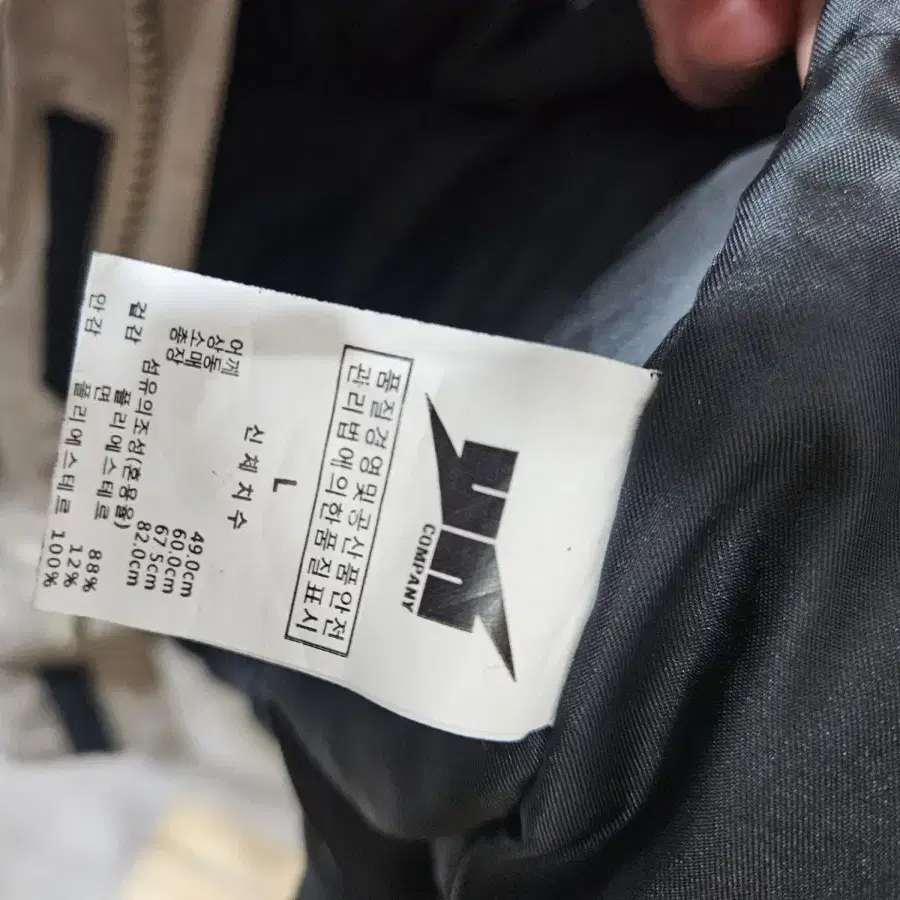 COMPANY
품질경영및공산품안전
관리법에의한품질표시
L
신체치수
어깨 49.0cm
상동 60.0cm
소매 67.5cm
총장 82.0cm
섬유의조성(혼용율)
겉감 폴리에스테르 88%
면 12%
안감 폴리에스테르 100%